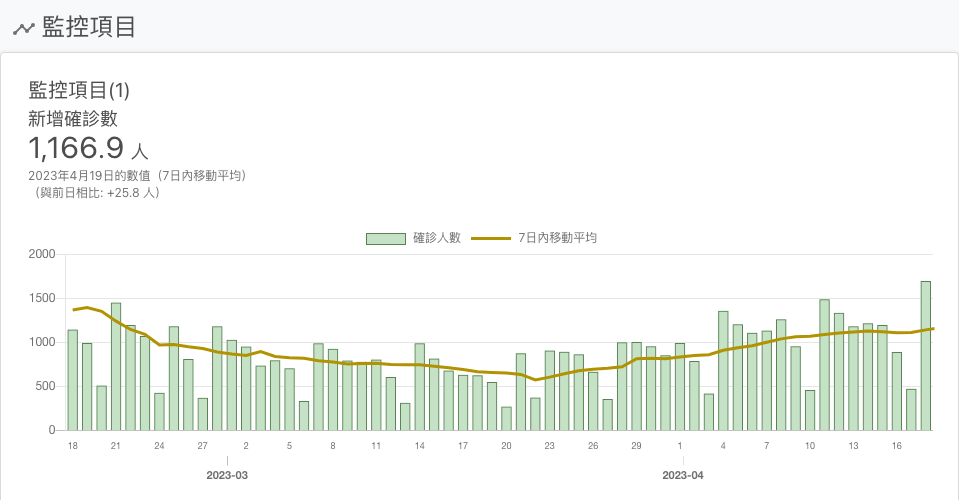 監控項目
監控項目(1)
新增確診數
1,166.9 人
2023年4月19日的數值（7日內移動平均）
（與前日相比: +25.8 人）
確診人數 7日內移動平均
2000
1500
1000
500
0
18 21 24 27 2 5 8 11 14 17 20 23 26 29 1 4 7 10 13 16
2023-03 2023-04